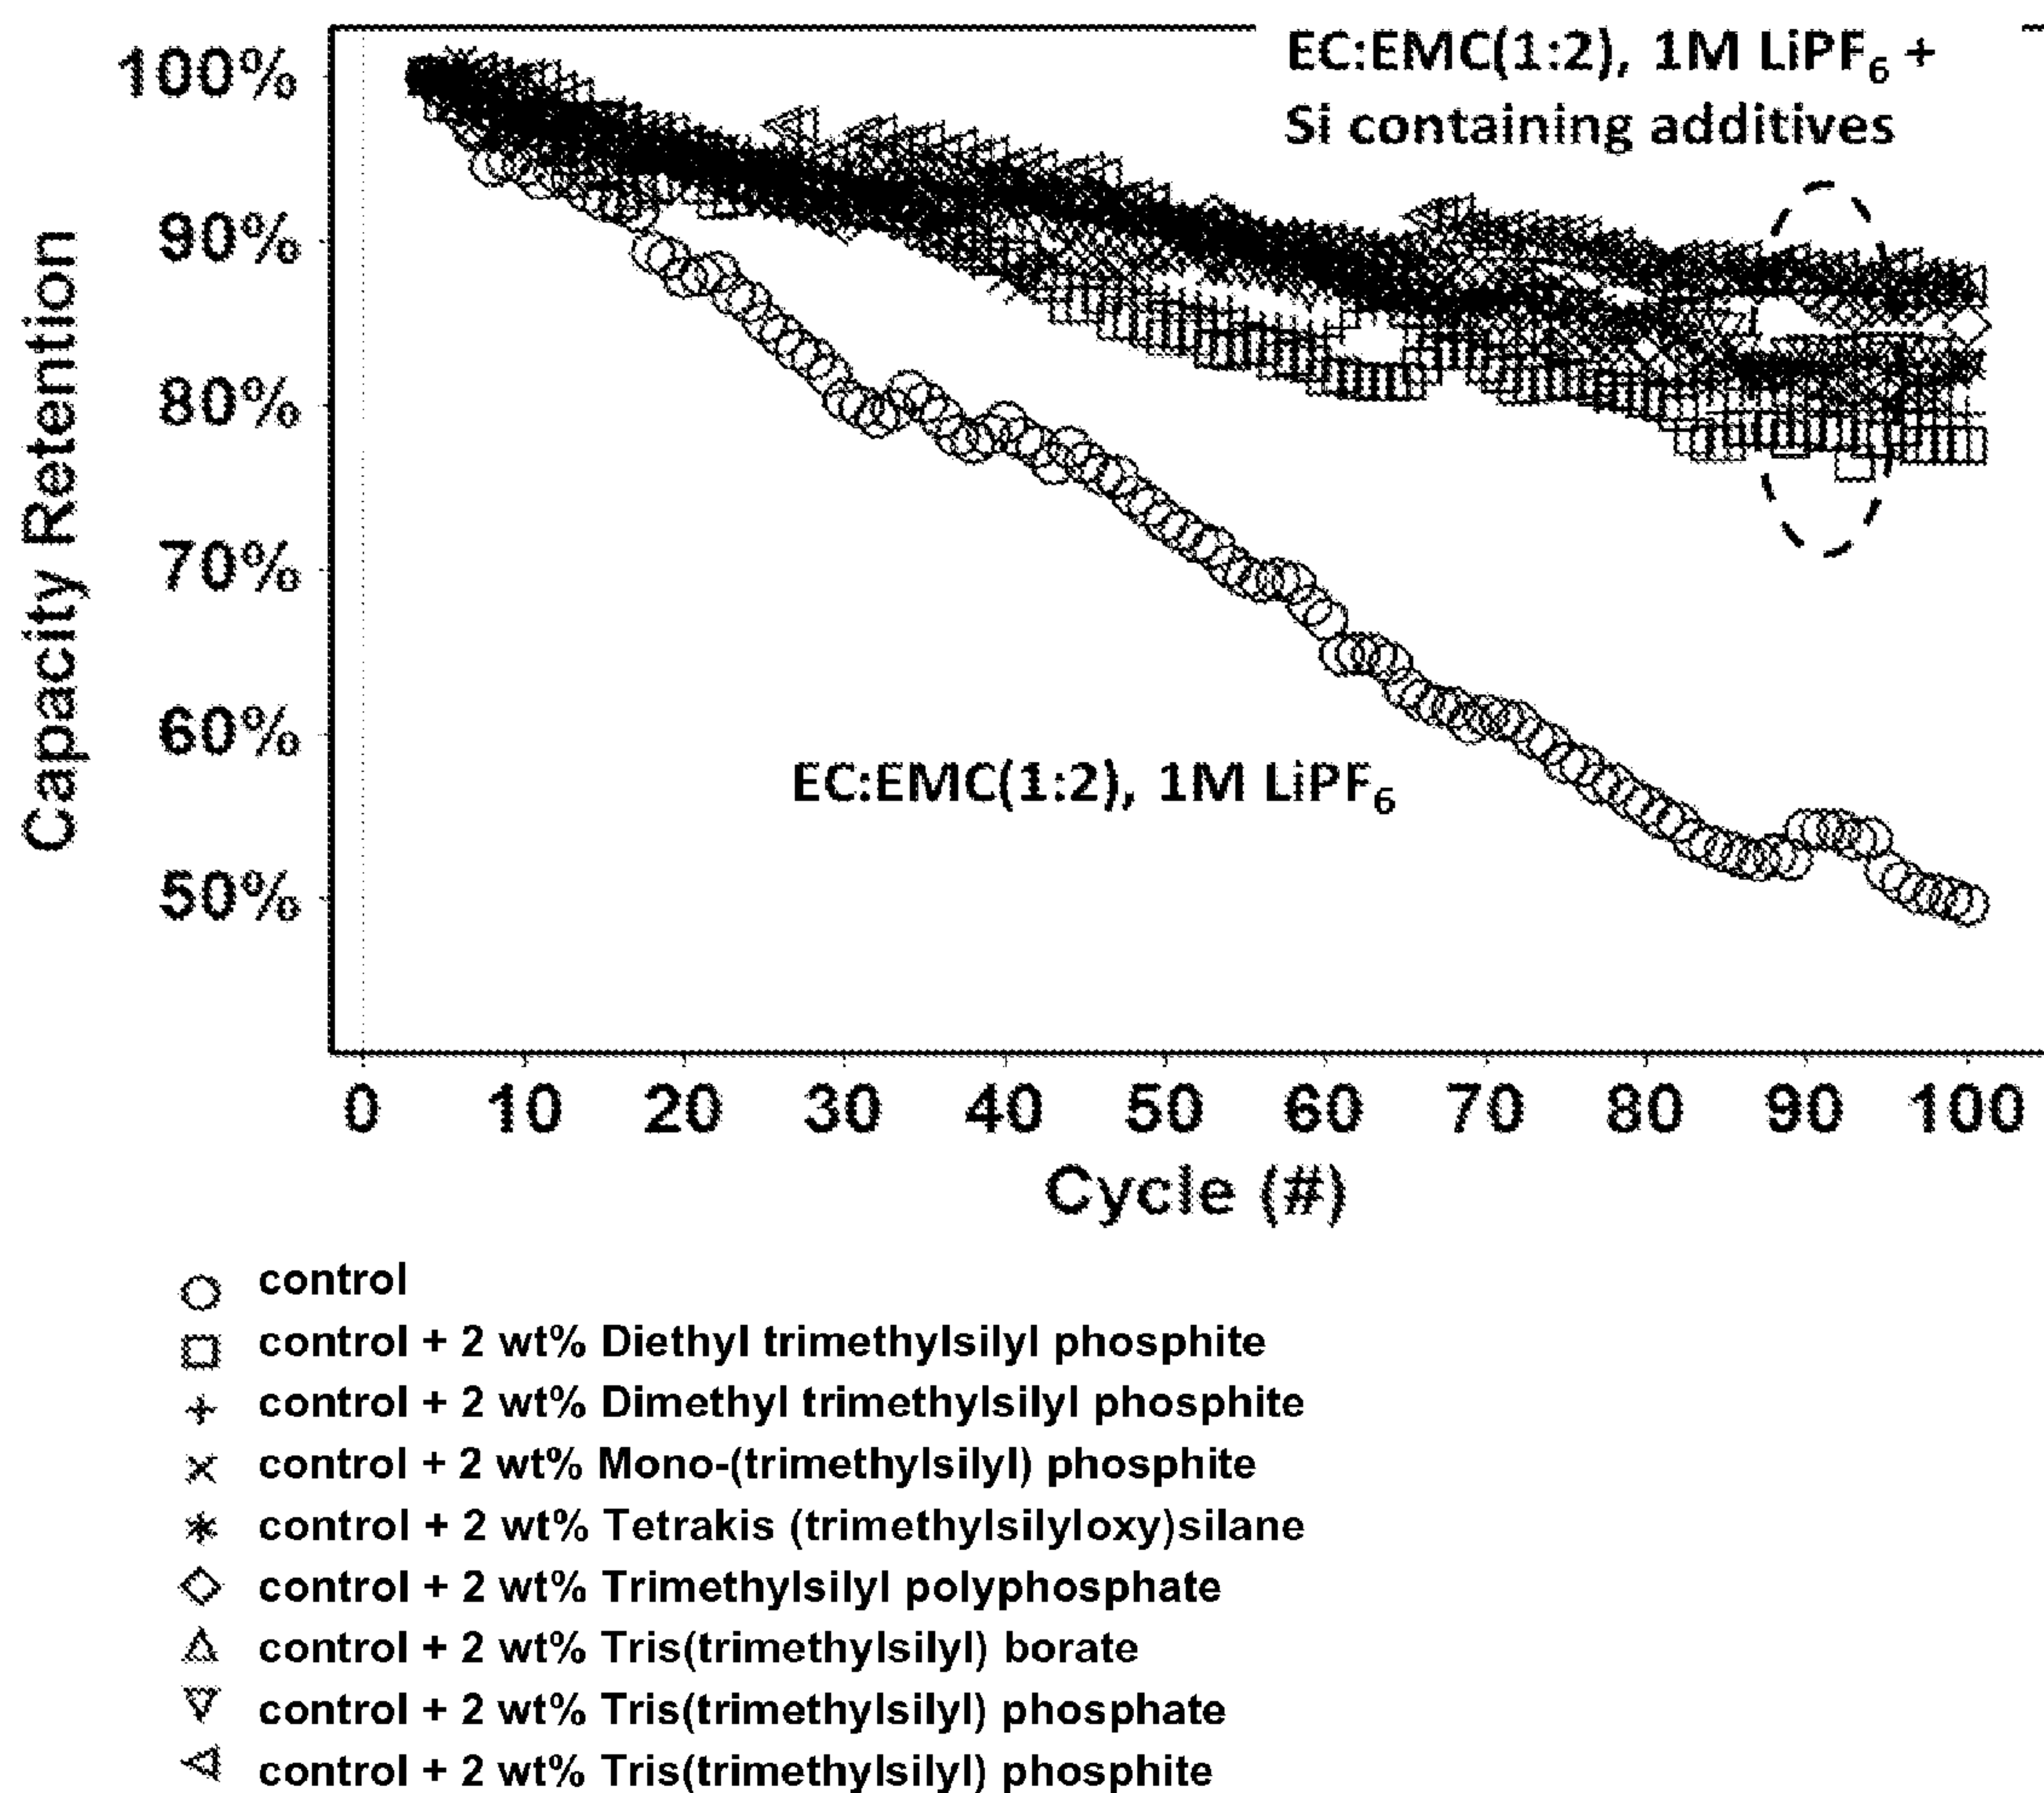 EC:EMC(1:2), 1M LiPF6 +
Si containing additives
100%
90%
80%
70%
60%
50%
Capacity Retention
EC:EMC(1:2), 1M LiPF6
0 10 20 30 40 50 60 70 80 90 100
Cycle (#)
control
control + 2 wt% Diethyl trimethylsilyl phosphite
control + 2 wt% Dimethyl trimethylsilyl phosphite
control + 2 wt% Mono-(trimethylsilyl) phosphite
control + 2 wt% Tetrakis (trimethylsilyloxy)silane
control + 2 wt% Trimethylsilyl polyphosphate
control + 2 wt% Tris(trimethylsilyl) borate
control + 2 wt% Tris(trimethylsilyl) phosphate
control + 2 wt% Tris(trimethylsilyl) phosphite